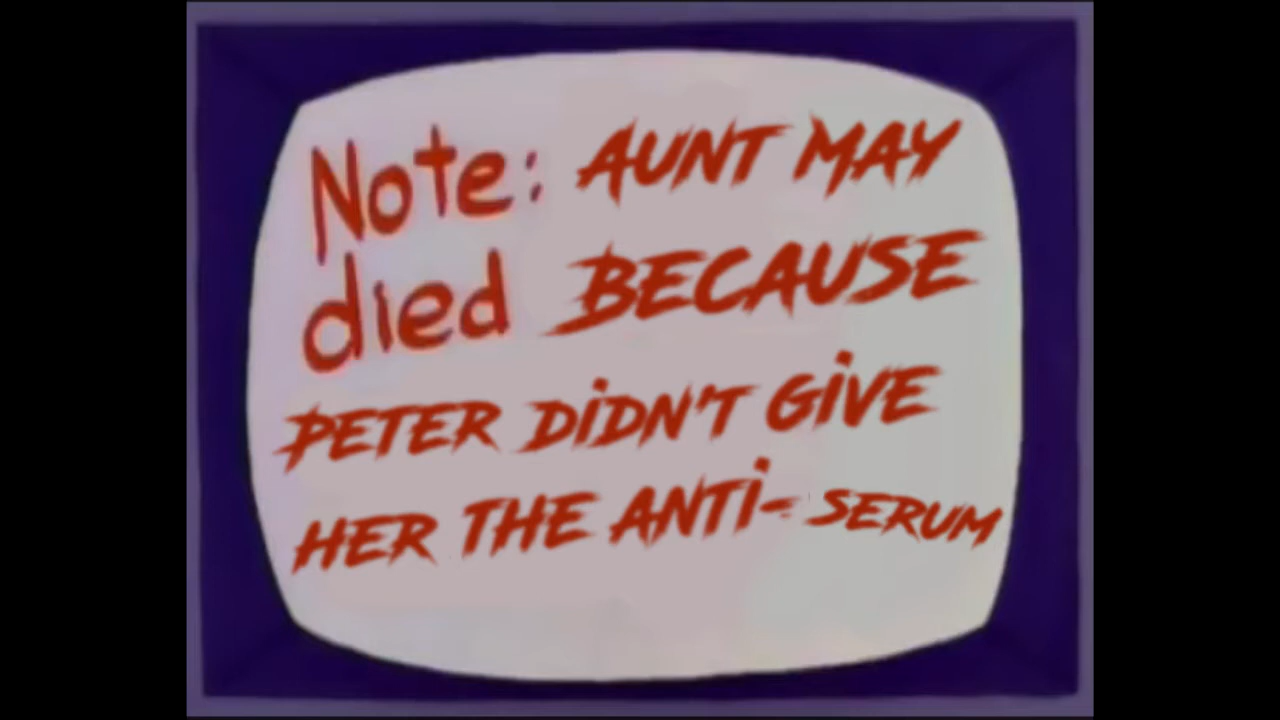 Note: AUNT MAY
died BECAUSE
PETER DIDN'T GIVE
HER THE ANTI- SERUM